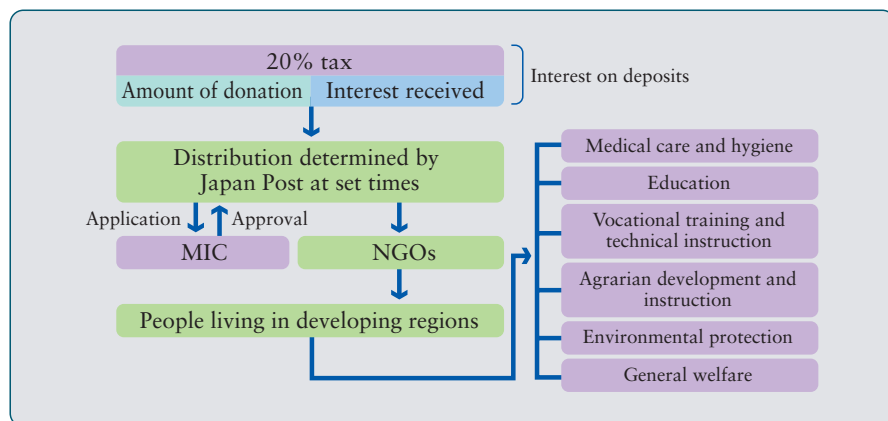 20% tax
Amount of donation
Interest received
Interest on deposits
Distribution determined by
Japan Post at set times
Application
Approval
MIC
NGOs
People living in developing regions
Medical care and hygiene
Education
Vocational training and
technical instruction
Agrarian development and
instruction
Environmental protection
General welfare